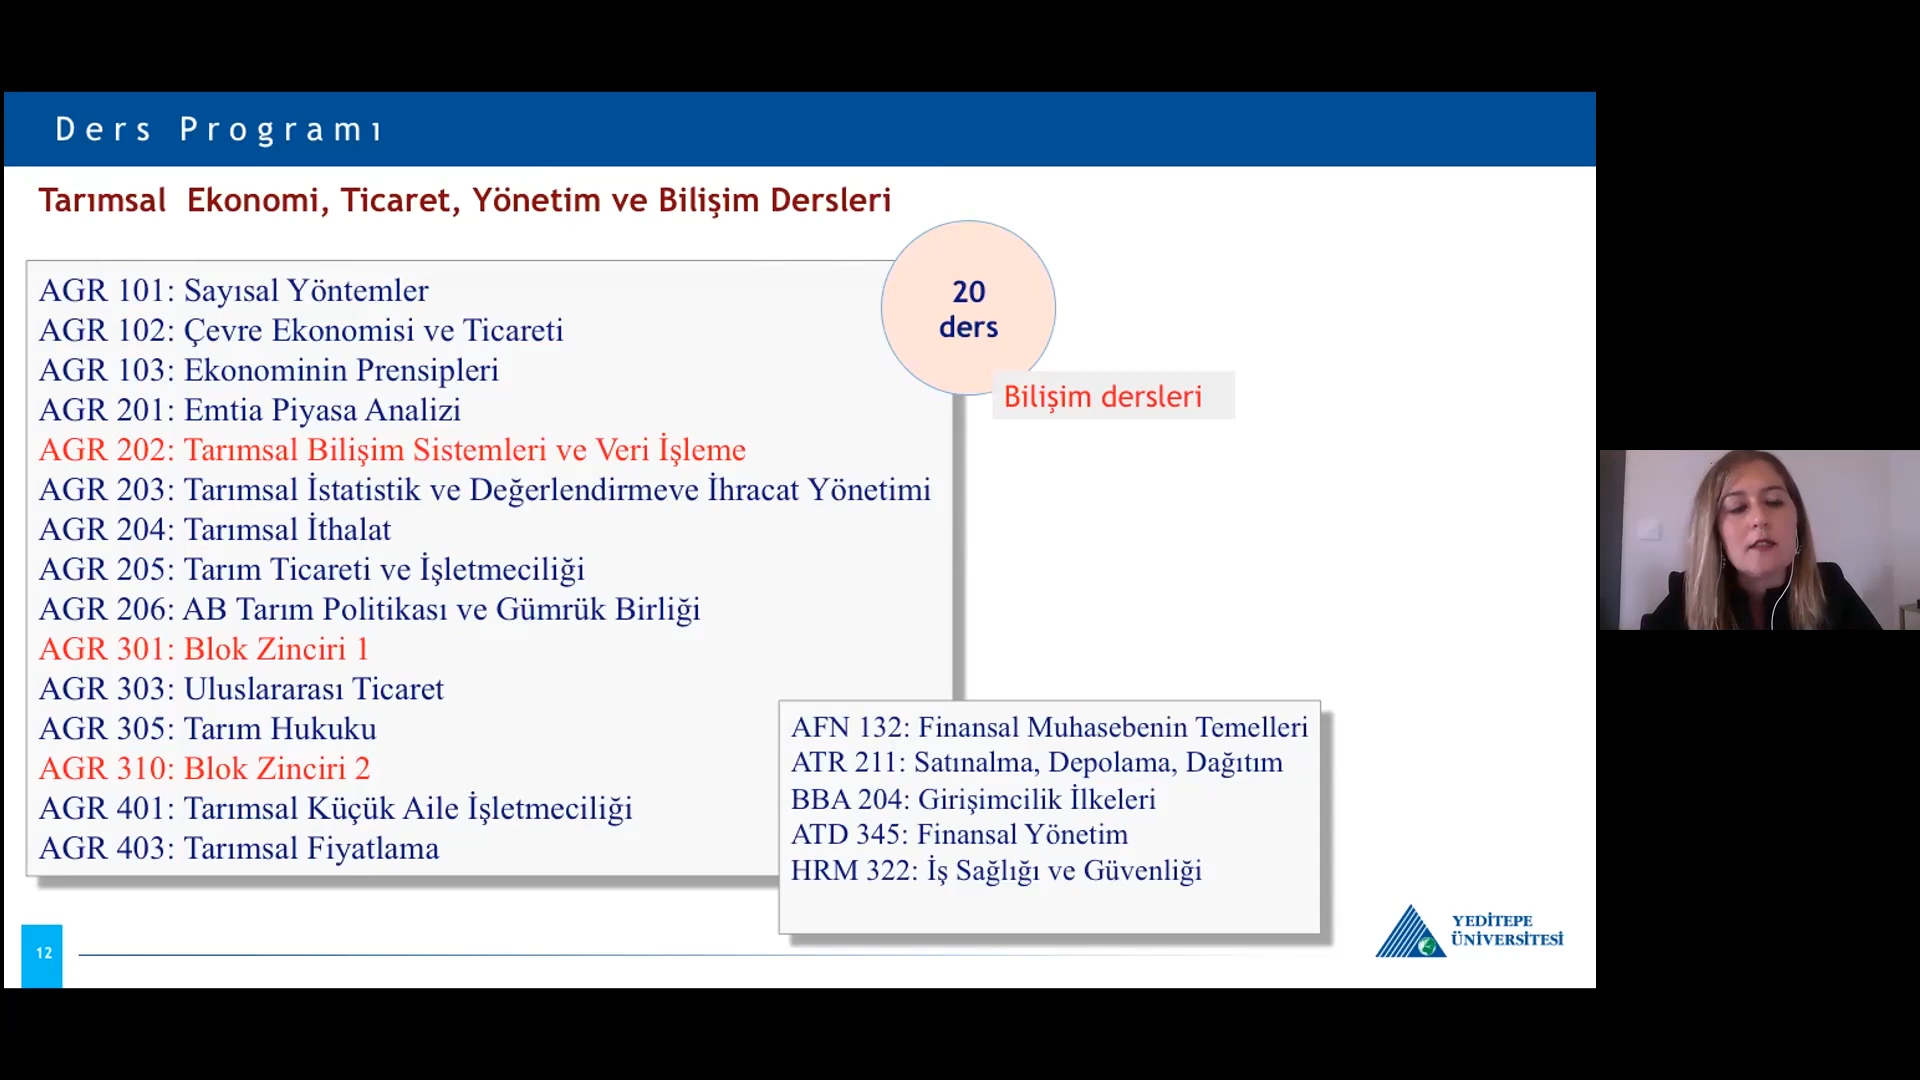 Ders Programı
Tarımsal Ekonomi, Ticaret, Yönetim ve Bilişim Dersleri
20
ders
Bilişim dersleri
AGR 101: Sayısal Yöntemler
AGR 102: Çevre Ekonomisi ve Ticareti
AGR 103: Ekonominin Prensipleri
AGR 201: Emtia Piyasa Analizi
AGR 202: Tarımsal Bilişim Sistemleri ve Veri İşleme
AGR 203: Tarımsal İstatistik ve Değerlendirmeve İhracat Yönetimi
AGR 204: Tarımsal İthalat
AGR 205: Tarım Ticareti ve İşletmeciliği
AGR 206: AB Tarım Politikası ve Gümrük Birliği
AGR 301: Blok Zinciri 1
AGR 303: Uluslararası Ticaret
AGR 305: Tarım Hukuku
AGR 310: Blok Zinciri 2
AGR 401: Tarımsal Küçük Aile İşletmeciliği
AGR 403: Tarımsal Fiyatlama
AFN 132: Finansal Muhasebenin Temelleri
ATR 211: Satınalma, Depolama, Dağıtım
BBA 204: Girişimcilik İlkeleri
ATD 345: Finansal Yönetim
HRM 322: İş Sağlığı ve Güvenliği
12
YEDİTEPE
ÜNİVERSİTESİ